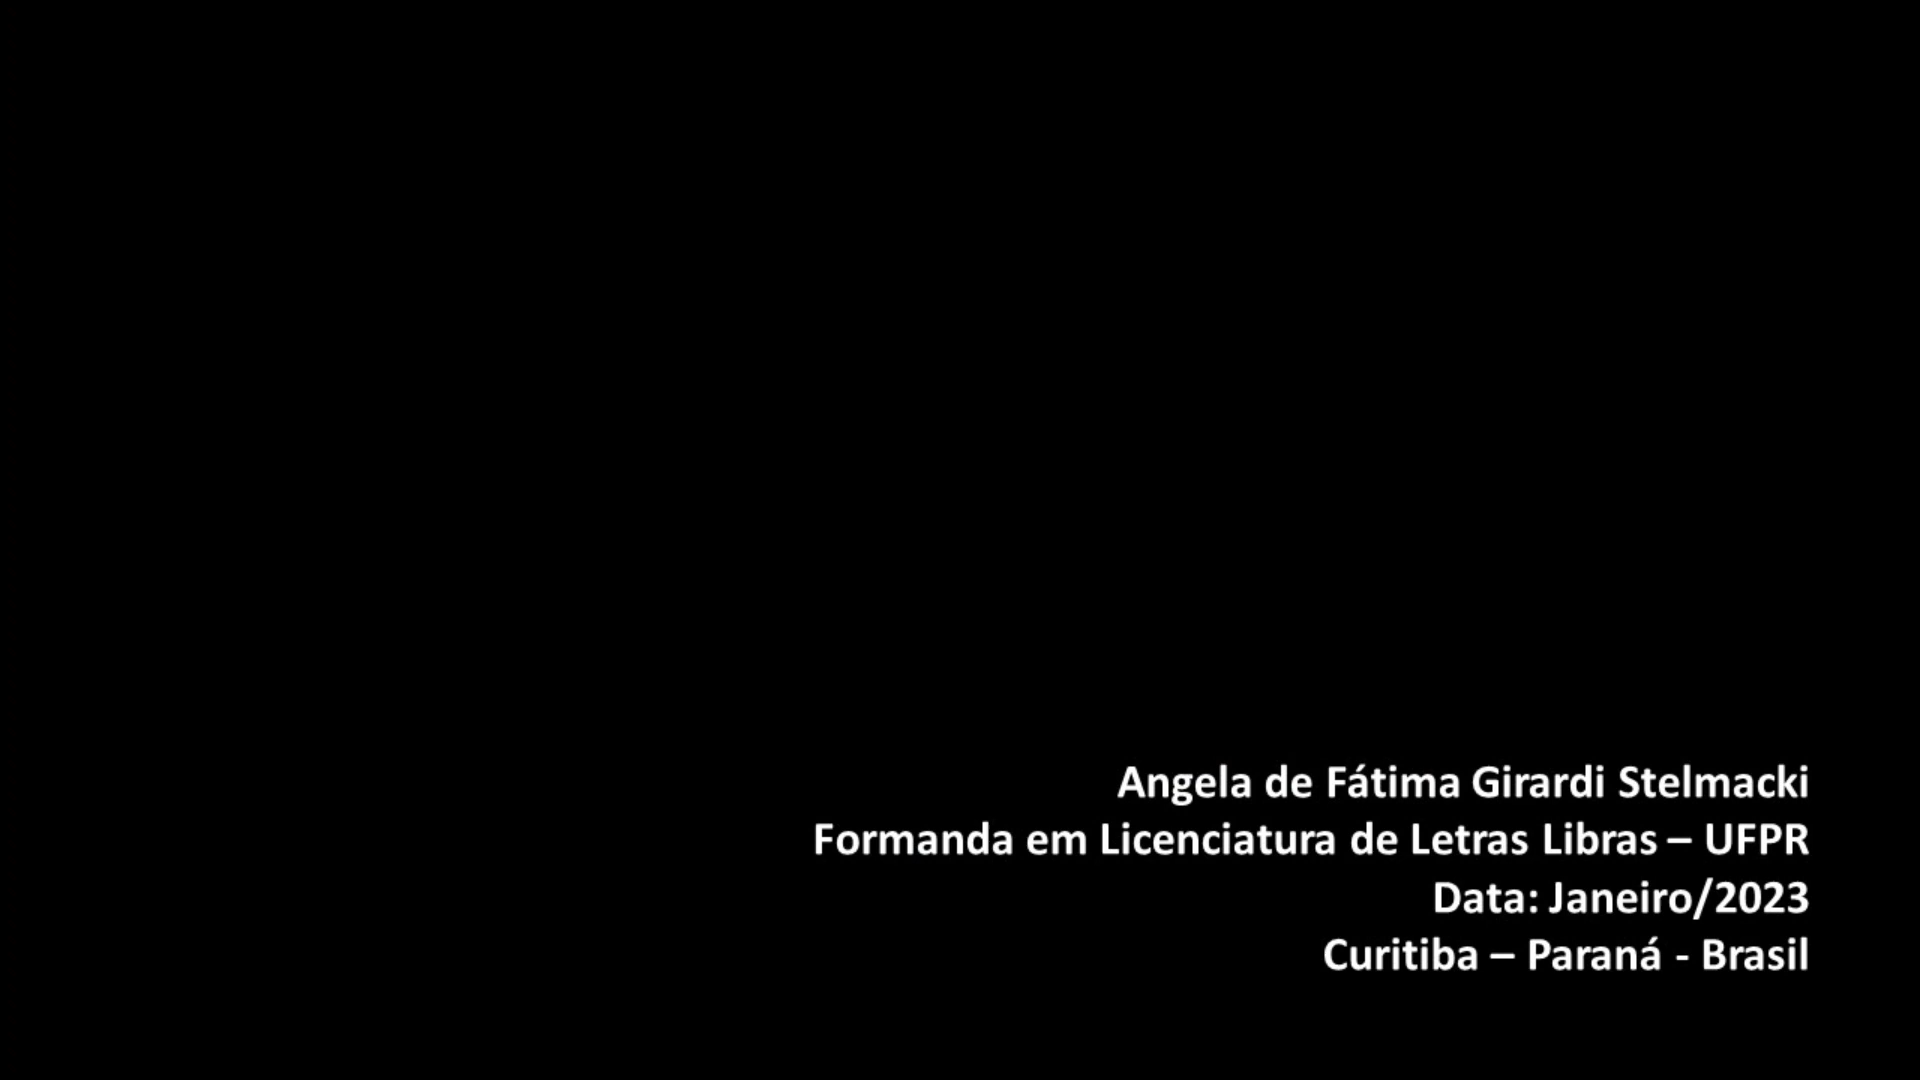 Angela de Fátima Girardi Stelmacki
Formanda em Licenciatura de Letras Libras – UFPR
Data: Janeiro/2023
Curitiba – Paraná - Brasil